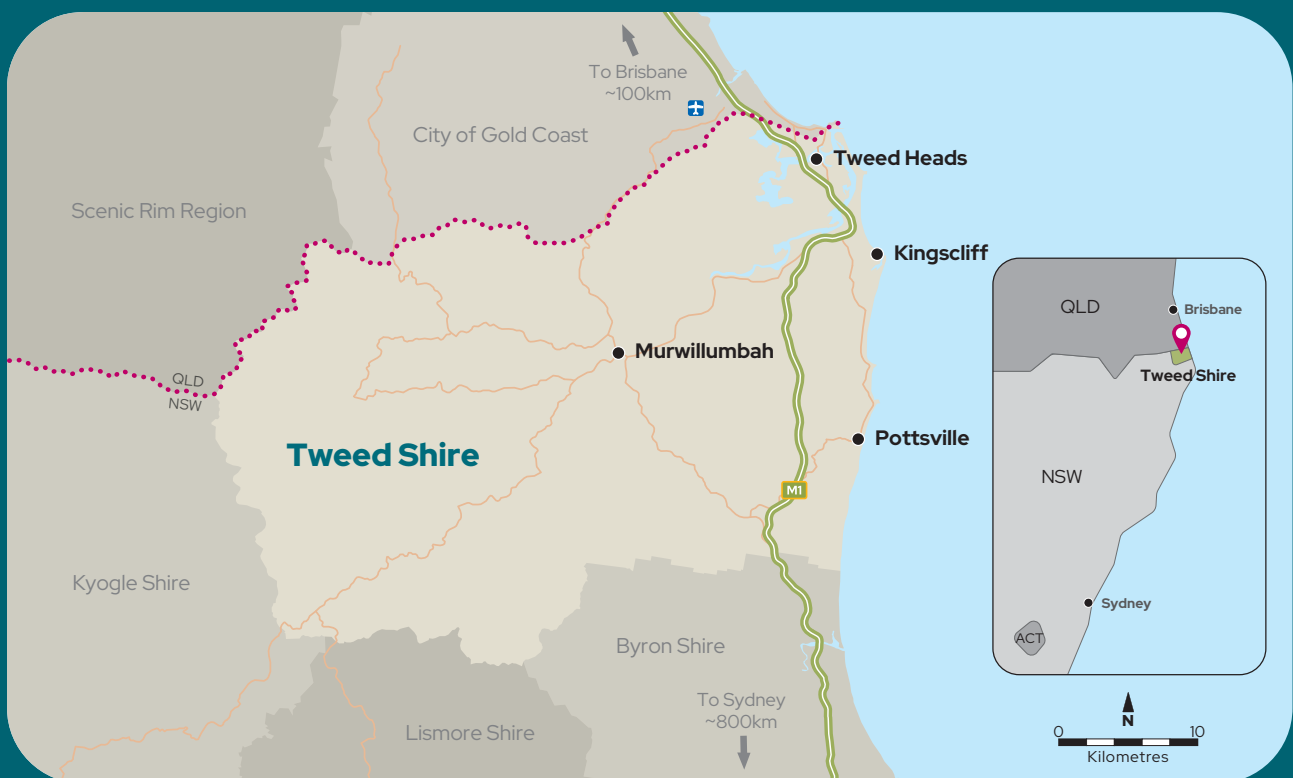 To Brisbane
~100km
City of Gold Coast
Tweed Heads
Scenic Rim Region
Kingscliff
Murwillumbah
QLD
NSW
Tweed Shire
Pottsville
M1
Kyogle Shire
Byron Shire
To Sydney
~800km
Lismore Shire
QLD
Brisbane
Tweed Shire
NSW
Sydney
ACT
N
0 10
Kilometres